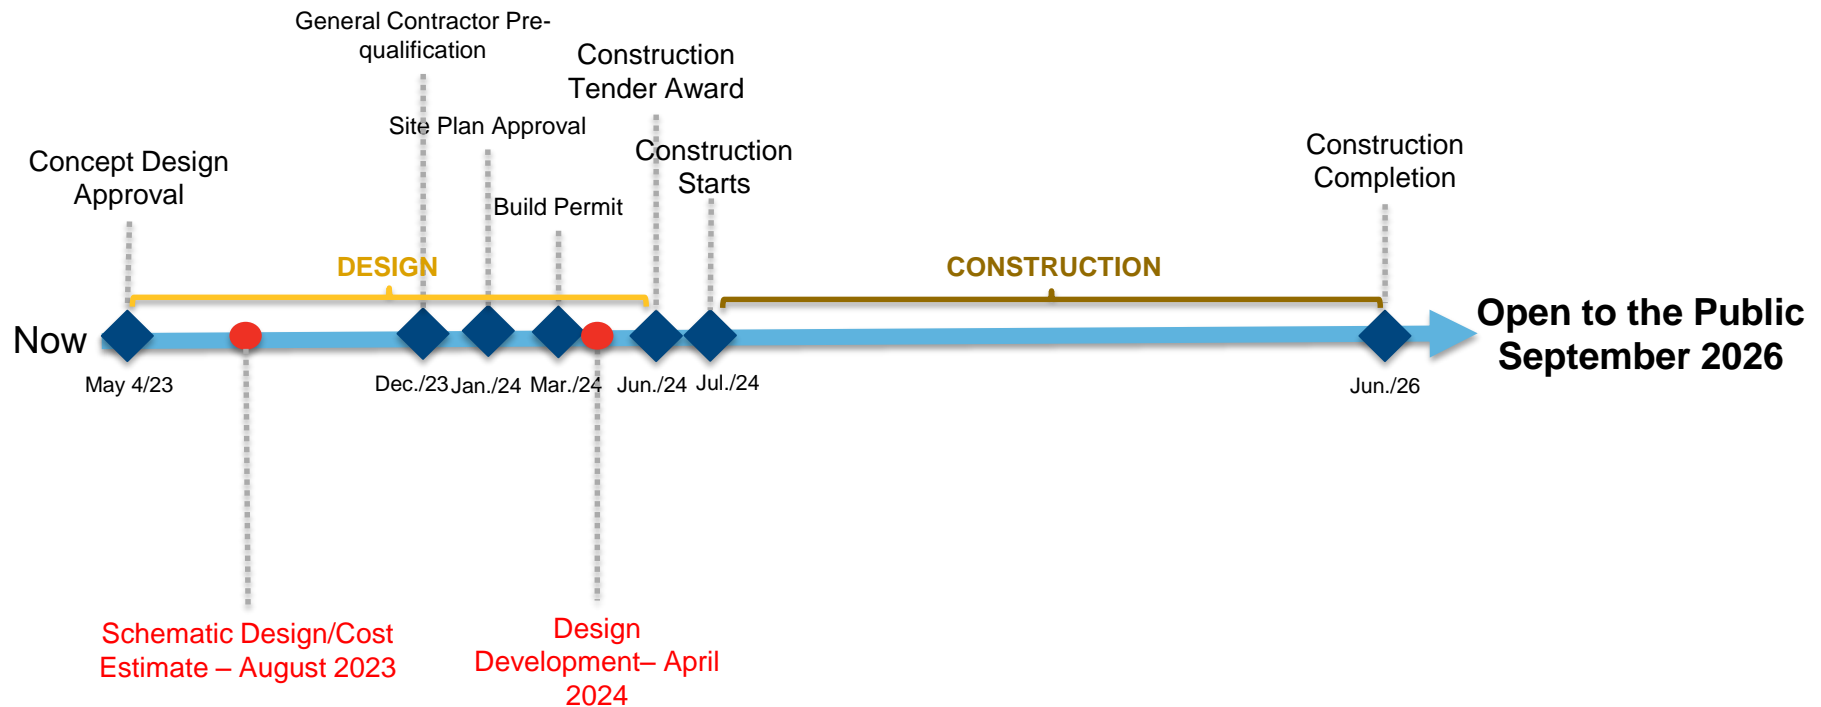 General Contractor Pre-
qualification
Construction
Tender Award
Site Plan Approval
Construction
Starts
Construction
Completion
Concept Design
Approval
Build Permit
DESIGN
CONSTRUCTION
Now
Open to the Public
September 2026
May 4/23
Dec./23
Jan./24
Mar./24
Jun./24
Jul./24
Jun./26
Schematic Design/Cost
Estimate – August 2023
Design
Development– April
2024